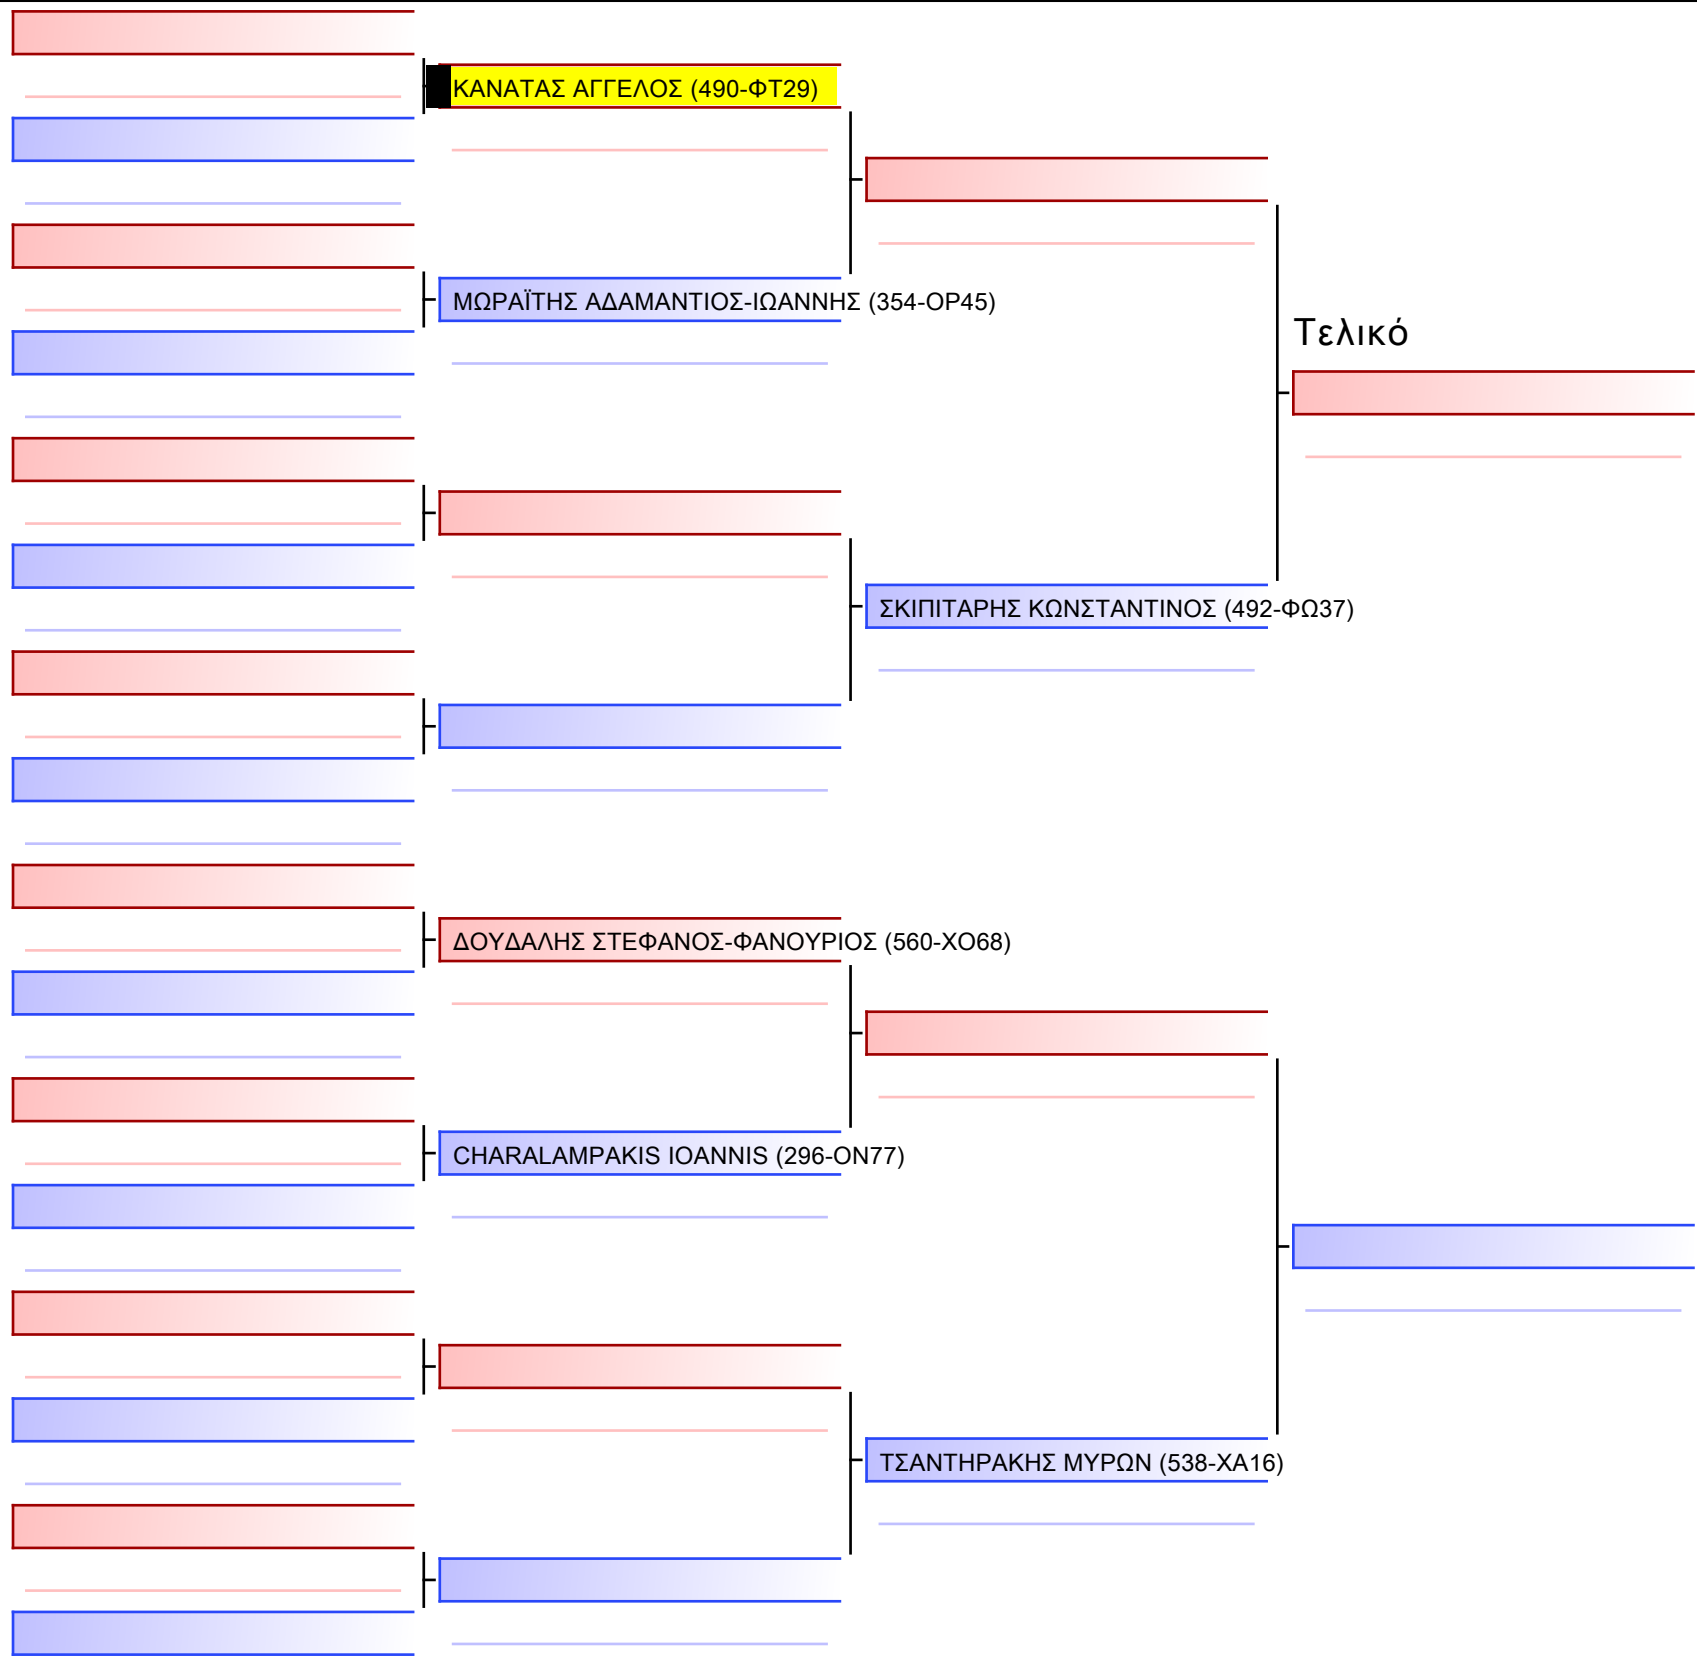 ΚΑΝΑΤΑΣ ΑΓΓΕΛΟΣ (490-ΦΤ29)
ΜΩΡΑΪΤΗΣ ΑΔΑΜΑΝΤΙΟΣ-ΙΩΑΝΝΗΣ (354-ΟΡ45)
Τελικό
ΣΚΙΠΙΤΑΡΗΣ ΚΩΝΣΤΑΝΤΙΝΟΣ (492-ΦΩ37)
ΔΟΥΔΑΛΗΣ ΣΤΕΦΑΝΟΣ-ΦΑΝΟΥΡΙΟΣ (560-ΧΟ68)
CHARALAMPAKIS IOANNIS (296-ΟΝ77)
ΤΣΑΝΤΗΡΑΚΗΣ ΜΥΡΩΝ (538-ΧΑ16)